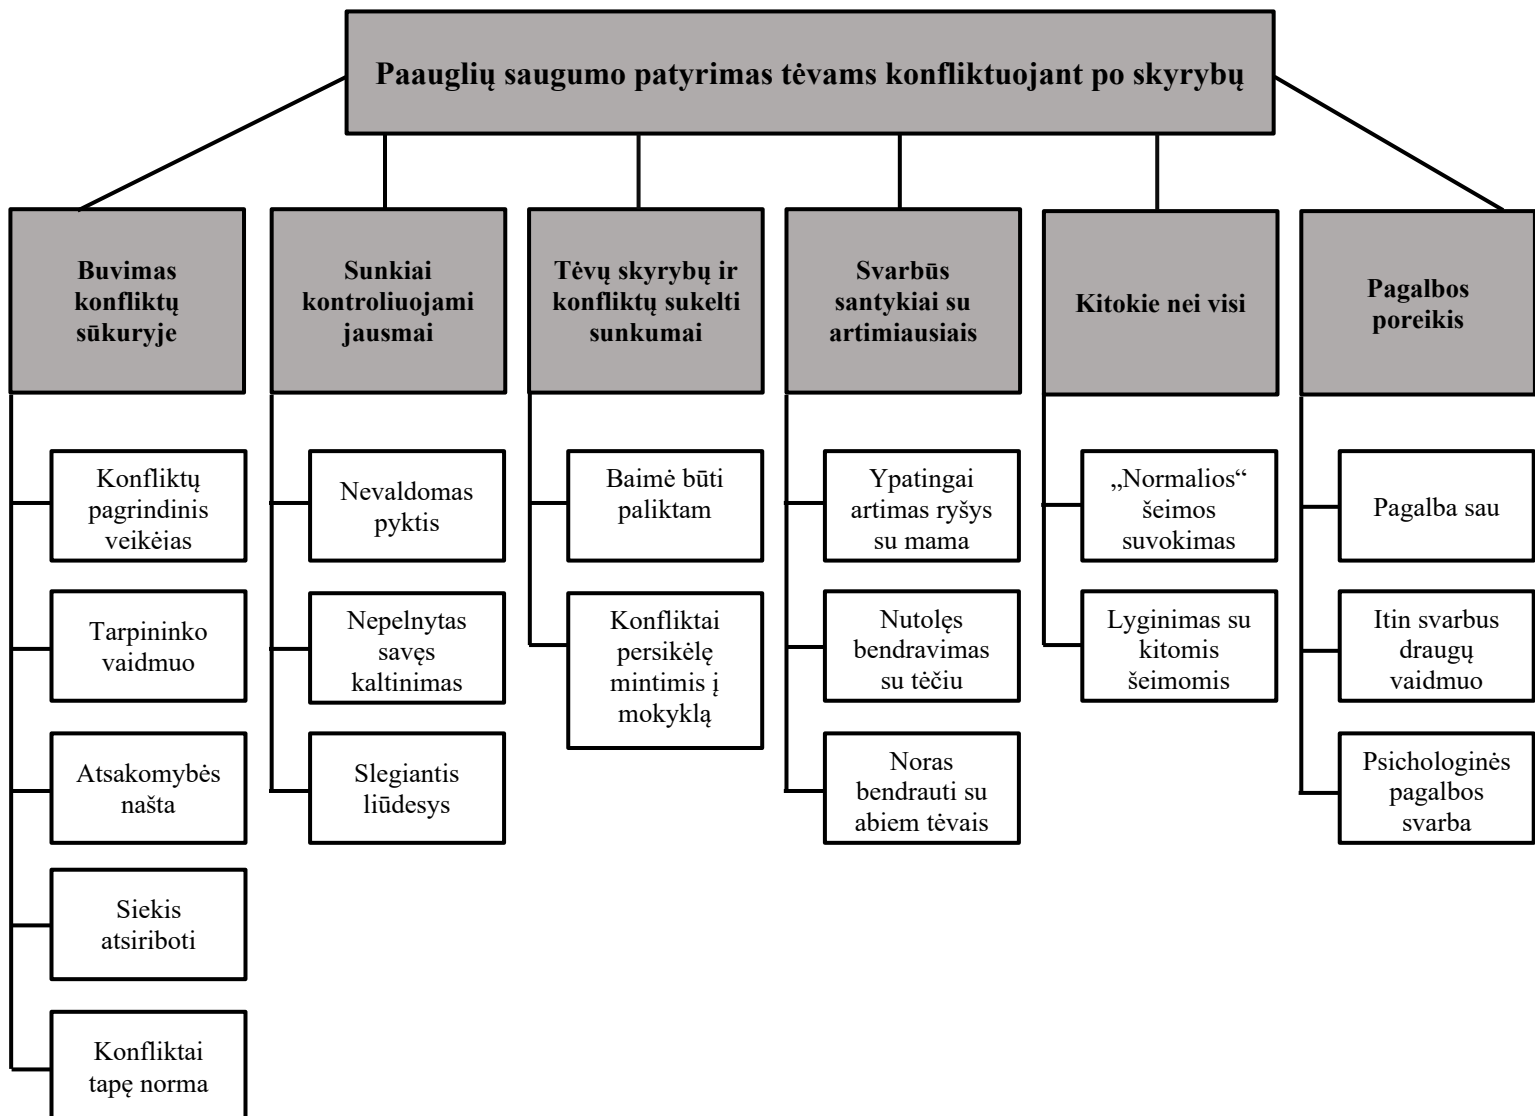 Paauglių saugumo patyrimas tėvams konfliktuojant po skyrybų
Buvimas
konfliktų
sūkuryje
Konfliktų
pagrindinis
veikėjas
Tarpininko
vaidmuo
Atsakomybės
našta
Siekis
atsiriboti
Konfliktai
tapę norma
Sunkiai
kontroliuojami
jausmai
Nevaldomas
pyktis
Nepelnytas
savęs
kaltinimas
Slegiantis
liūdesys
Tėvų skyrybų ir
konfliktų sukelti
sunkumai
Baimė būti
paliktam
Konfliktai
persikėlę
mintimis į
mokyklą
Svarbūs
santykiai su
artimiausiais
Ypatingai
artimas ryšys
su mama
Nutolęs
bendravimas
su tėčiu
Noras
bendrauti su
abiem tėvais
Kitokie nei visi
„Normalios“
šeimos
suvokimas
Lyginimas su
kitomis
šeimomis
Pagalbos
poreikis
Pagalba sau
Itin svarbus
draugų
vaidmuo
Psichologinės
pagalbos
svarba